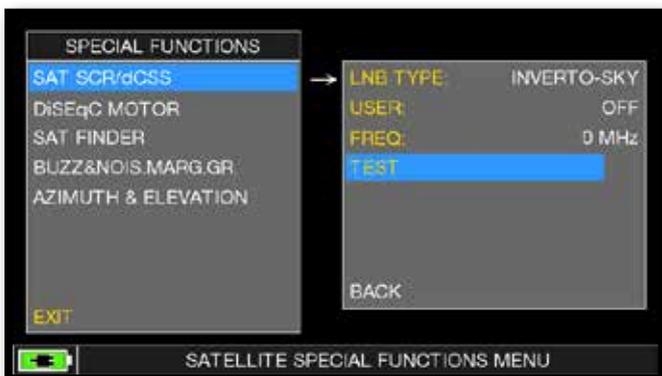 SPECIAL FUNCTIONS
SAT SCR/dCSS
DiSEqC MOTOR
SAT FINDER
BUZZ&NOIS.MARG.GR
AZIMUTH & ELEVATION
EXIT
LNB TYPE: INVERTO-SKY
USER: OFF
FREQ: 0 MHz
TEST
BACK
SATELLITE SPECIAL FUNCTIONS MENU